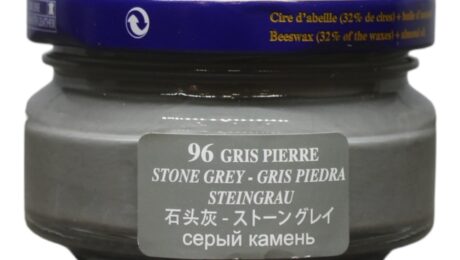 Cire d'abeille (32% de cires) + huile d'amande
Beeswax (32% of the waxes) + almond oil
96 GRIS PIERRE
STONE GREY - GRIS PIEDRA
STEINGRAU
石头灰 - ストーングレイ
серый камень